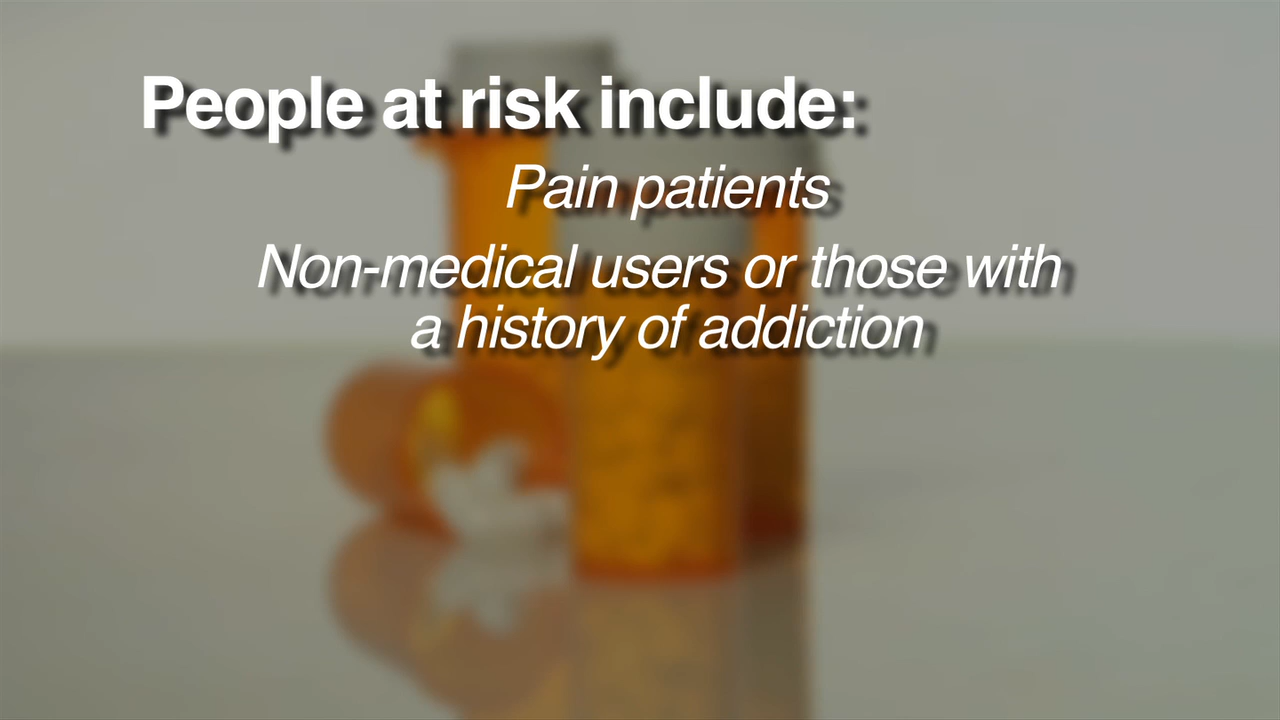 People at risk include:
Pain patients
Non-medical users or those with
a history of addiction